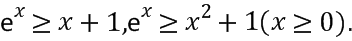 eˣ ≥ x + 1,eˣ ≥ x² + 1(x ≥ 0).